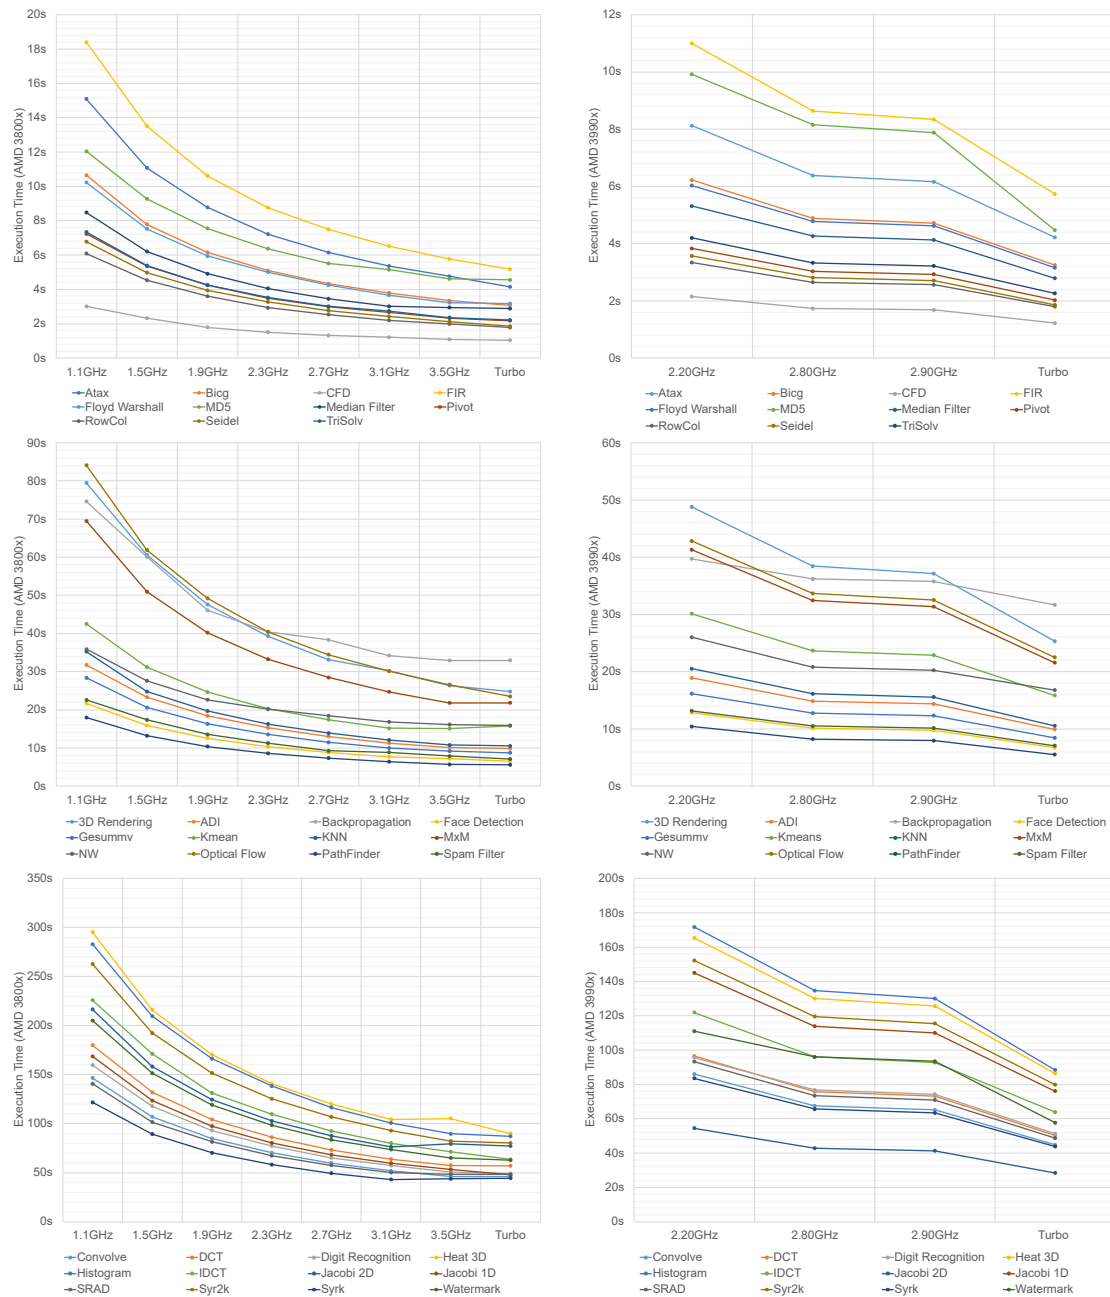 20s
18s
16s
14s
12s
10s
8s
6s
4s
2s
0s
Execution Time (AMD 3800x)
1.1GHz 1.5GHz 1.9GHz 2.3GHz 2.7GHz 3.1GHz 3.5GHz Turbo
Atax Bicg CFD FIR
Floyd Warshall MD5 Median Filter Pivot
RowCol Seidel TriSolv
12s
10s
8s
6s
4s
2s
0s
Execution Time (AMD 3990x)
2.20GHz 2.80GHz 2.90GHz Turbo
Atax Bicg CFD FIR
Floyd Warshall MD5 Median Filter Pivot
RowCol Seidel TriSolv
90s
80s
70s
60s
50s
40s
30s
20s
10s
0s
Execution Time (AMD 3800x)
1.1GHz 1.5GHz 1.9GHz 2.3GHz 2.7GHz 3.1GHz 3.5GHz Turbo
3D Rendering ADI Backpropagation Face Detection
Gesummv Kmean KNN MxM
NW Optical Flow PathFinder Spam Filter
60s
50s
40s
30s
20s
10s
0s
Execution Time (AMD 3990x)
2.20GHz 2.80GHz 2.90GHz Turbo
3D Rendering ADI Backpropagation Face Detection
Gesummv Kmeans KNN MxM
NW Optical Flow PathFinder Spam Filter
350s
300s
250s
200s
150s
100s
50s
0s
Execution Time (AMD 3800x)
1.1GHz 1.5GHz 1.9GHz 2.3GHz 2.7GHz 3.1GHz 3.5GHz Turbo
Convolve DCT Digit Recognition Heat 3D
Histogram IDCT Jacobi 2D Jacobi 1D
SRAD Syr2k Syrk Watermark
200s
180s
160s
140s
120s
100s
80s
60s
40s
20s
0s
Execution Time (AMD 3990x)
2.20GHz 2.80GHz 2.90GHz Turbo
Convolve DCT Digit Recognition Heat 3D
Histogram IDCT Jacobi 2D Jacobi 1D
SRAD Syr2k Syrk Watermark